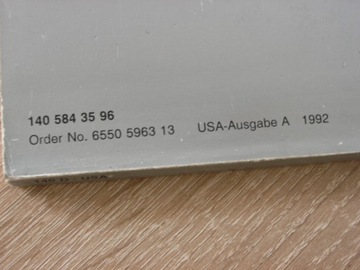 140 584 35 96
Order No. 6550 5963 13 USA-Ausgabe A 1992